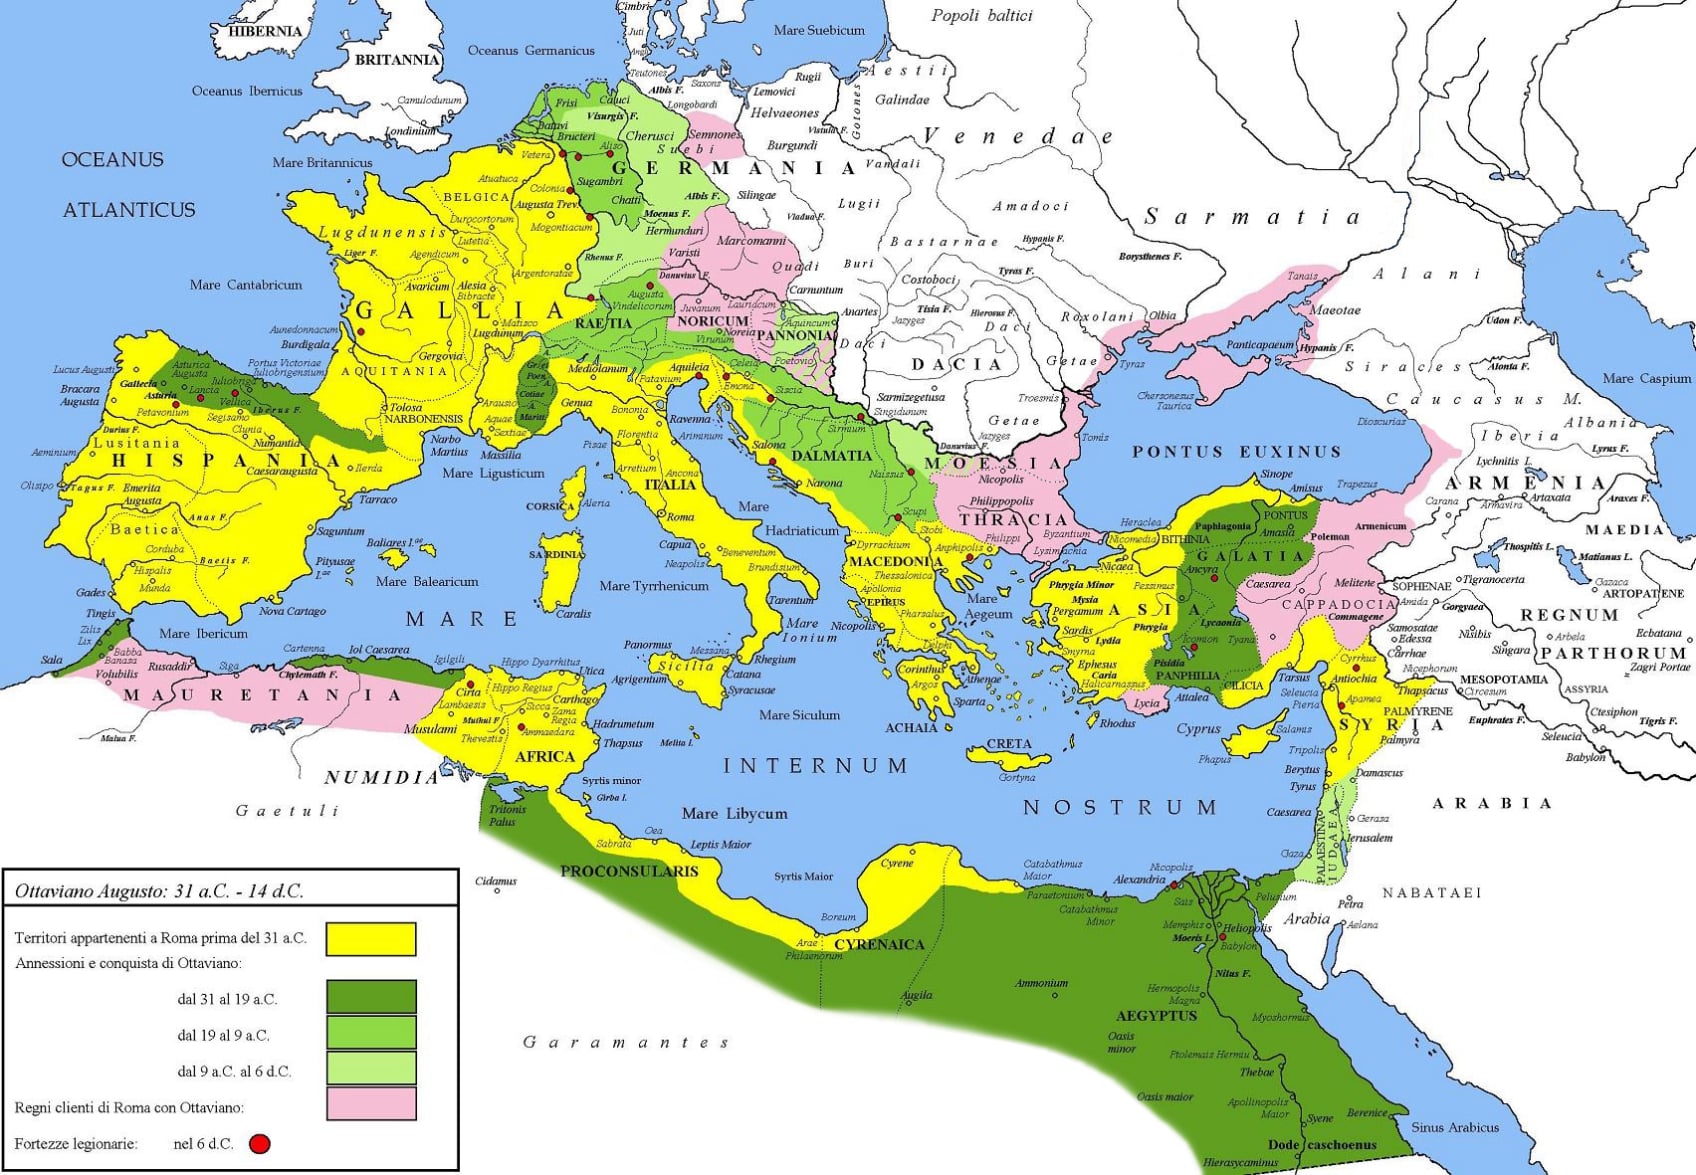 HIBERNIA
BRITANNIA
Camulodunum
Londinium
Oceanus Ibernicus
Oceanus Germanicus
Cimbri
Juti
Angli
Teutones
Saxons
Mare Suebicum
Popoli baltici
Aestii
Rugii
Lemovici
Albis F.
Longobardi
Helvaeones
Galindae
Gotones
Venedae
Frisi
Cauci
Visurgis F.
Cherusci
Semnones
Suebi
Vistula F.
Burgundi
Batavi
Bructeri
Aliso
Vetera
GERMANIA
Vandali
OCEANUS
ATLANTICUS
Mare Britannicus
Atuatuca
Colonia
Sugambri
BELGICA
Augusta Trev.
Chatti
Albis F.
Silingae
Lugii
Amadoci
Sarmatia
Durocortorum
Moenus F.
Viadua F.
Mogontiacum
Hermunduri
Lugdunensis
Lutetia
Marcomanni
Bastarnae
Hypanis F.
Liger F.
Agendicum
Rhenus F.
Varisti
Quadi
Buri
Borysthenes F.
Argentoratae
Danuvius F.
Costoboci
Tyras F.
Tanais
Alani
Mare Cantabricum
Avaricum
Alesia
Bibracte
Augusta
Vindelicorum
Carnuntum
GALLIA
Juvanum
Lauriacum
Anartes
Tisia F.
Hierosus F.
Jazyges
Daci
Roxolani
Olbia
Maeotae
Udon F.
Matisco
Lugdunum
RAETIA
NORICUM
Noreia
Virunum
PANNONIA
Aquincum
Daci
Aunedonnacum
Burdigala
Gergovia
AQUITANIA
Panticapaeum
Hypanis F.
DACIA
Getae
Tyras
Siraces
Alonta F.
Mare Caspium
Lucus Augusti
Asturica
Augusta
Portus Victoriae
Juliobrigensium
Gallecia
Lancia
Juliobriga
Bracara
Augusta
Asturia
Vellica
Petavonium
Segisamo
Iberus F.
Mediolanum
Patavium
Aquileia
Celeia
Emona
Poetovio
Siscia
Sarmizegetusa
Troesmis
Chersonesus
Taurica
Caucasus M.
Tolosa
NARBONENSIS
Arausio
Aquae
Sextiae
Genua
Bononia
Ravenna
Ariminum
Sirmium
Singidunum
Getae
Dioscurias
Albania
Iberia
Lyrus F.
Durius F.
Clunia
Numantia
Lusitania
Aeminium
HISPANIA
Caesaraugusta
Ilerda
Narbo
Martius
Massilia
Mare Ligusticum
Pisae
Florentia
Arretium
Ancona
Salona
DALMATIA
Naissus
Danuvius F.
Jazyges
MOESIA
Nicopolis
Tomis
PONTUS EUXINUS
Lychnitis L.
ARMENIA
Olisipo
Tagus F.
Emerita
Augusta
Tarraco
CORSICA
Aleria
ITALIA
Roma
Narona
Philippopolis
THRACIA
Byzantium
Sinope
Amisus
Trapezus
Carana
Artaxata
Armavira
Araxes F.
MAEDIA
Baetica
Anas F.
Saguntum
Mare
Hadriaticum
Scupi
Stobi
Philippi
Heraclea
Paphlagonia
PONTUS
Amasia
Armenicum
Polemon
Corduba
Baetis F.
Baliares I.ae
SARDINIA
Capua
Beneventum
Neapolis
Brundisium
Dyrrachium
Amphipolis
Lysimachia
Nicomedia
BITHINIA
GALATIA
Thospitis L.
Matianus L.
Hispalis
Munda
Pityusae
I.ae
Mare Balearicum
Mare Tyrrhenicum
MACEDONIA
Thessalonica
Apollonia
Nicaea
Ancyra
Caesarea
Melitene
SOPHENAE
Tigranocerta
Gazaca
ARTOPATENE
Gades
Nova Cartago
Caralis
Tarentum
EPIRUS
Pharsalus
Mare
Aegeum
Phrygia Minor
Mysia
Pergamum
Pessimus
ASIA
Phrygia
Lycaonia
CAPPADOCIA
Commagene
Amida
Gorgyaea
REGNUM
Tingis
Zilis
Lix
Mare Ibericum
MARE
Mare
Ionium
Nicopolis
Delphi
Sardis
Lydia
Smyrna
Iconion
Tyana
Samosatae
Edessa
Carrhae
Nisibis
Singara
Arbela
Ecbatana
PARTHORUM
Zagri Portae
Sala
Babba
Banasa
Volubilis
Rusaddir
Siga
Cartenna
Iol Caesarea
Chylemath F.
Igilgili
Hippo Dyarrhitus
Utica
Panormus
Messana
Sicilia
Rhegium
Agrigentum
Catana
Syracusae
Corinthus
Argos
Athenae
Ephesus
Caria
Halicarnassus
Pisidia
PANPHILIA
CILICIA
Tarsus
Cyrrhus
Antiochia
Nicephorum
MESOPOTAMIA
Circesum
ASSYRIA
MAURETANIA
Cirta
Lambaesis
Hippo Regius
Carthago
Sicca
Zama
Regia
Hadrumetum
Mare Siculum
ACHAIA
Sparta
Rhodus
Lycia
Attalea
Cyprus
Salamis
Seleucia
Pieria
Apamea
Thapsacus
PALMYRENE
SYRIA
Palmyra
Euphrates F.
Ctesiphon
Tigris F.
Seleucia
Babylon
Malua F.
Musulami
Muthul F
Thevestis
Ammaedara
Thapsus
Melita I.
AFRICA
CRETA
Gortyna
Phapus
Tripolis
NUMIDIA
Syrtis minor
Girba I.
INTERNUM
Berytus
Tyrus
Damascus
Gaetuli
Tritonis
Palus
Mare Libycum
NOSTRUM
Caesarea
Gerasa
ARABIA
Sabrata
Oea
Leptis Maior
PALAESTINA
IUDAEA
Jerusalem
Gaza
Cidamus
PROCONSULARIS
Syrtis Maior
Cyrene
Catabathmus
Maior
Nicopolis
Alexandria
Paraetonium
Catabathmus
Minor
Sais
Pelusium
Petra
NABATAEI
Arabia
Aelana
Boreum
Arae
Philaenorum
CYRENAICA
Memphis
Moeris L.
Heliopolis
Babylon
Augila
Ammonium
Nilus F.
Hermopolis
Magna
AEGYPTUS
Myoshormus
Garamantes
Oasis
minor
Ptolemais Hermiu
Thebae
Oasis maior
Apollinopolis
Maior
Syene
Berenice
Sinus Arabicus
Dode caschoenus
Hierasycaminus
Ottaviano Augusto: 31 a.C. - 14 d.C.
Territori appartenenti a Roma prima del 31 a.C.
Annessioni e conquista di Ottaviano:
dal 31 al 19 a.C.
dal 19 al 9 a.C.
dal 9 a.C. al 6 d.C.
Regni clienti di Roma con Ottaviano:
Fortezze legionarie: nel 6 d.C.